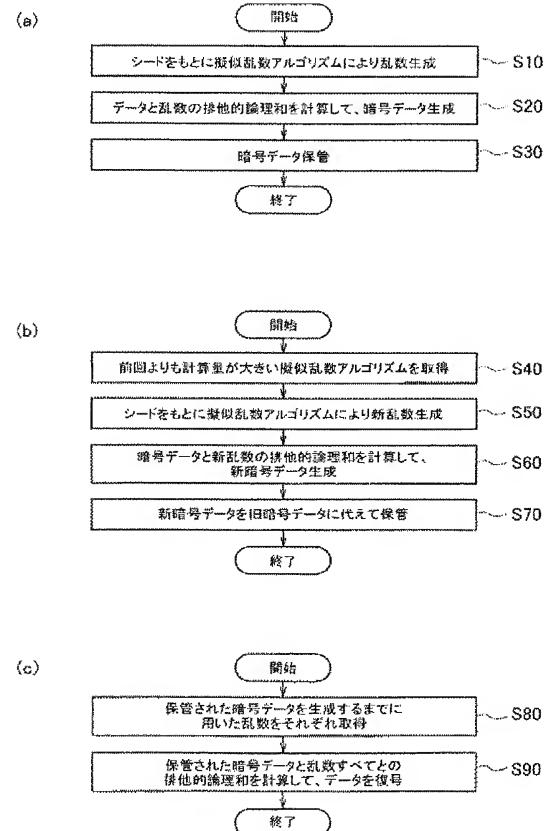 (a)
開始
シードをもとに擬似乱数アルゴリズムにより乱数生成
S10
データと乱数の排他的論理和を計算して、暗号データ生成
S20
暗号データ保管
S30
終了
(b)
開始
前回よりも計算量が大きい擬似乱数アルゴリズムを取得
S40
シードをもとに擬似乱数アルゴリズムにより新乱数生成
S50
暗号データと新乱数の排他的論理和を計算して、
新暗号データ生成
S60
新暗号データを旧暗号データに代えて保管
S70
終了
(c)
開始
保管された暗号データを生成するまでに
用いた乱数をそれぞれ取得
S80
保管された暗号データと乱数すべてとの
排他的論理和を計算して、データを復号
S90
終了